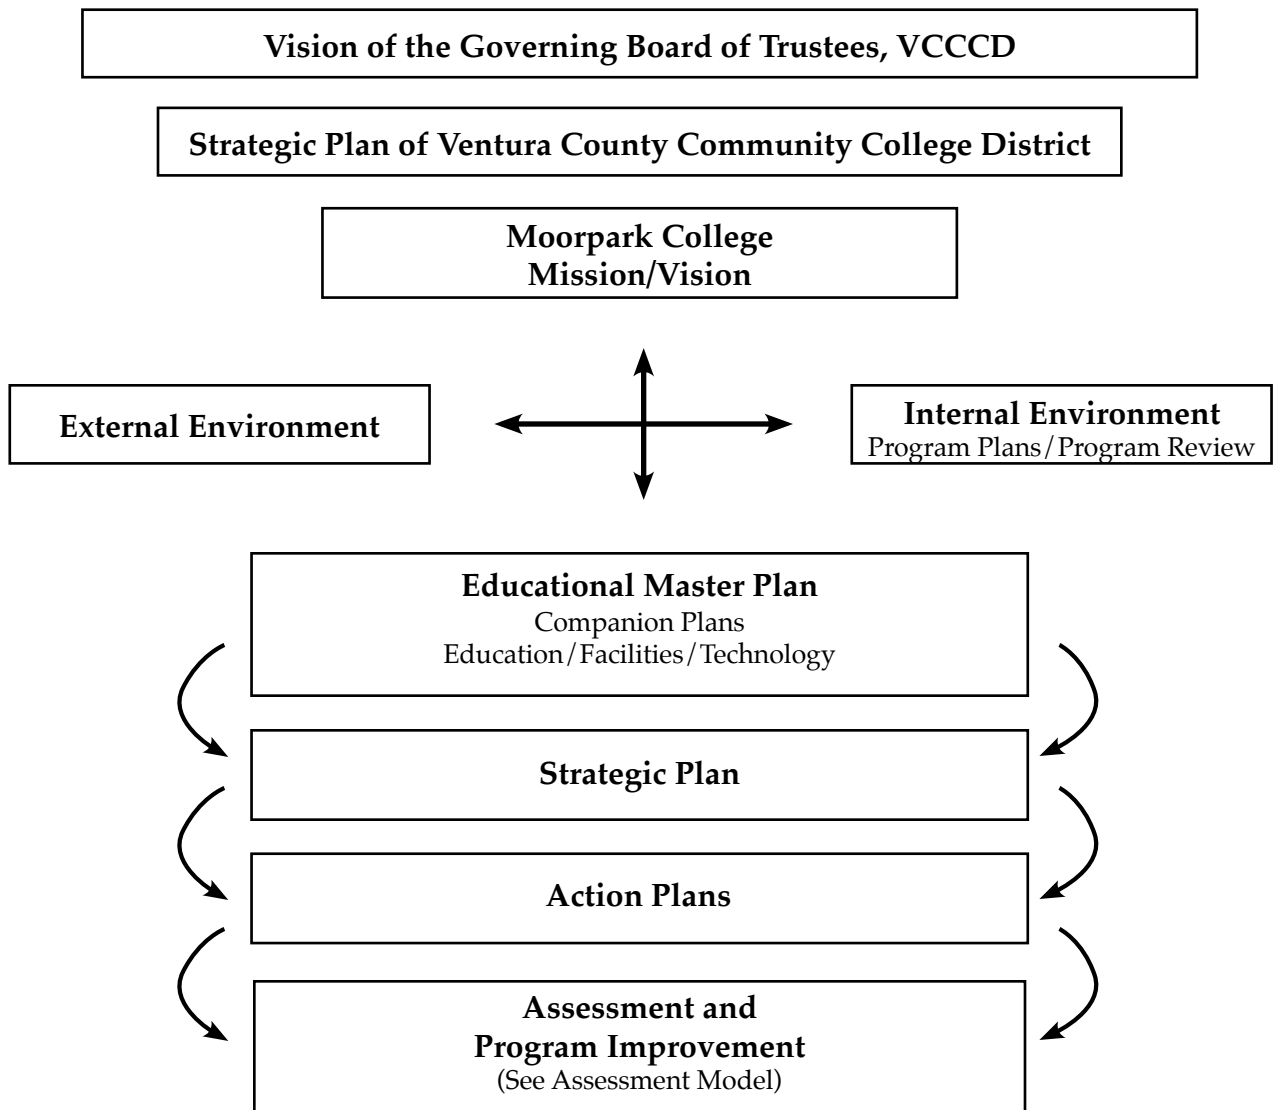 Vision of the Governing Board of Trustees, VCCCD
Strategic Plan of Ventura County Community College District
Moorpark College
Mission/Vision
External Environment
Internal Environment
Program Plans/Program Review
Educational Master Plan
Companion Plans
Education/Facilities/Technology
Strategic Plan
Action Plans
Assessment and
Program Improvement
(See Assessment Model)